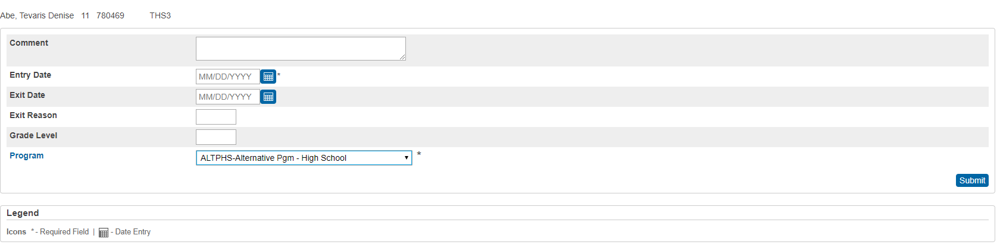 Abe, Tevaris Denise 11 780469 THS3
Comment
Entry Date MM/DD/YYYY *
Exit Date MM/DD/YYYY
Exit Reason
Grade Level
Program ALTPHS-Alternative Pgm - High School *
Submit
Legend
Icons * - Required Field | - Date Entry